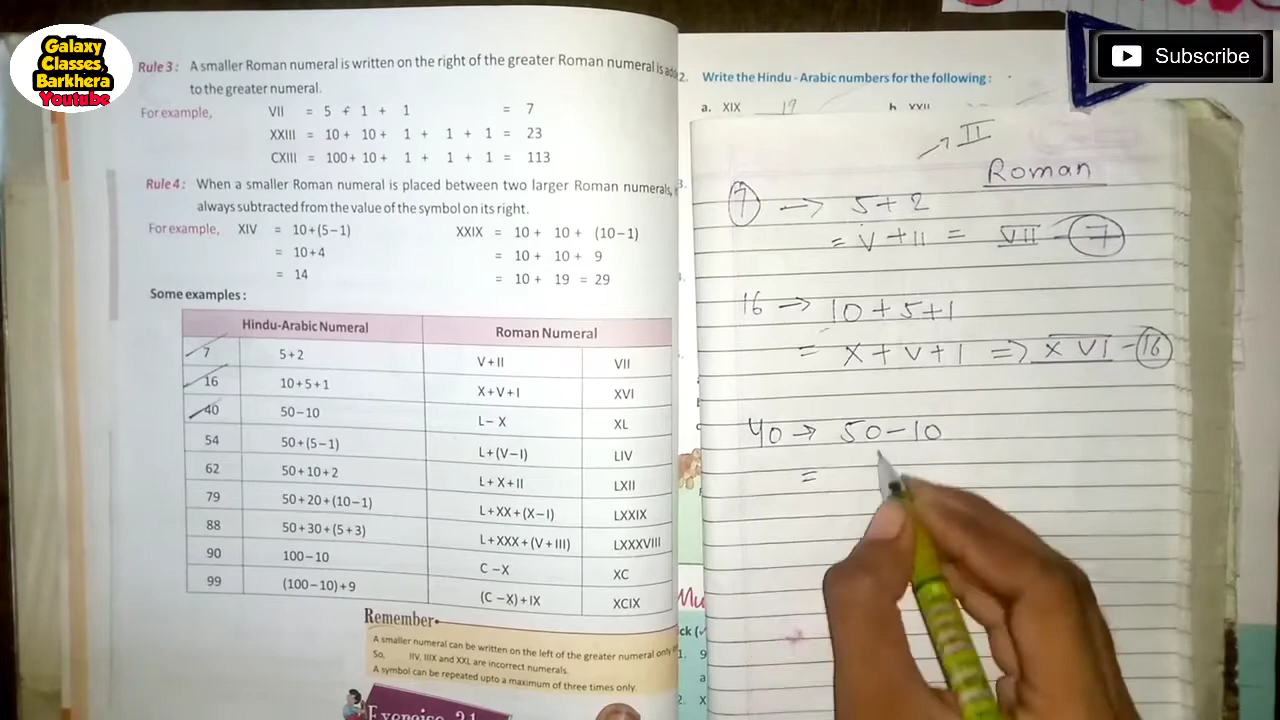 Galaxy
Classes,
Barkhera
Youtube
Subscribe
Rule3: A smaller Roman numeral is written on the right of the greater Roman numeral is
to the greater numeral.
For example, VII = 5 + 1 + 1 = 7
XXIII = 10 + 10 + 1 + 1 + 1 = 23
CXIII = 100 + 10 + 1 + 1 + 1 = 113
Rule4: When a smaller Roman numeral is placed between two larger Roman numerals,
always subtracted from the value of the symbol on its right.
For example, XIV = 10+(5−1) XXIX = 10 + 10 + (10−1)
= 10+4 = 10 + 10 + 9
= 14 = 10 + 19 = 29
Some examples:
Hindu-Arabic Numeral Roman Numeral
7 5+2 V+II VII
16 10+5+1 X+V+I XVI
40 50−10 L−X XL
54 50+(5−1) L+(V−I) LIV
62 50+10+2 L+X+II LXII
79 50+20+(10−1) L+XX+(X−I) LXXIX
88 50+30+(5+3) L+XXX+(V+III) LXXXVIII
90 100−10 C−X XC
99 (100−10)+9 (C−X)+IX XCIX
Remember
A smaller numeral can be written on the left of the greater numeral only
So, IIV, IIIX and XXL are incorrect numerals.
A symbol can be repeated upto a maximum of three times only.
Exercise 2.1
2. Write the Hindu-Arabic numbers for the following:
a. XIX 19 h XVII
II
Roman
7 → 5+2
= V+II = VII − 7
16 → 10+5+1
= X+V+I ⇒ XVI − 16
40 → 50−10
=